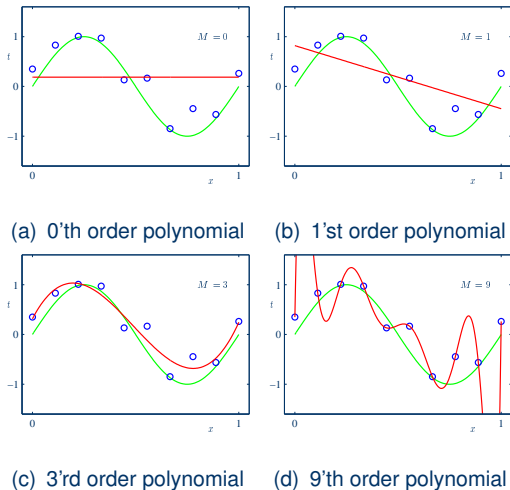 M = 0
1
t
0
−1
0
x
1
(a) 0'th order polynomial
M = 1
1
t
0
−1
0
x
1
(b) 1'st order polynomial
M = 3
1
t
0
−1
0
x
1
(c) 3'rd order polynomial
M = 9
1
t
0
−1
0
x
1
(d) 9'th order polynomial